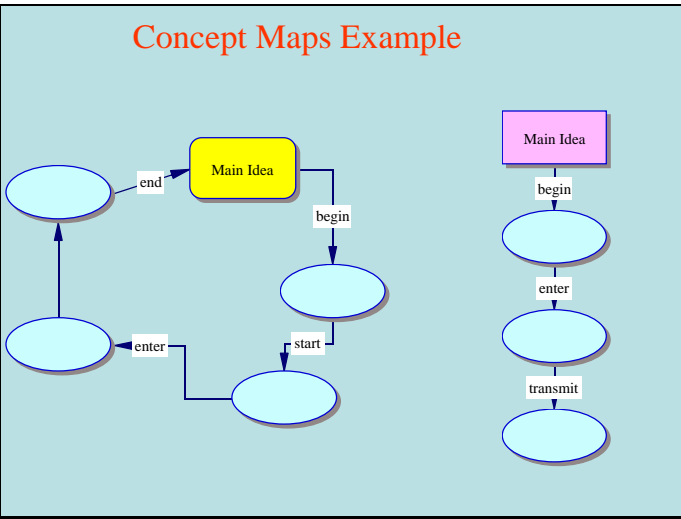 Concept Maps Example
Main Idea
begin
start
enter
end
Main Idea
begin
enter
transmit